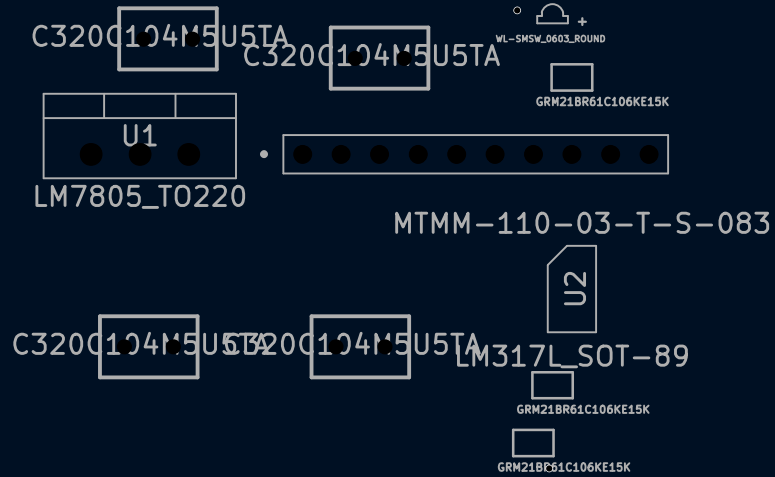 C320C104M5U5TA
C320C104M5U5TA
+
WL-SMSW_0603_ROUND
GRM21BR61C106KE15K
U1
LM7805_TO220
MTMM-110-03-T-S-083
U2
C320C104M5U5TA
C320C104M5U5TA
LM317L_SOT-89
GRM21BR61C106KE15K
GRM21BR61C106KE15K